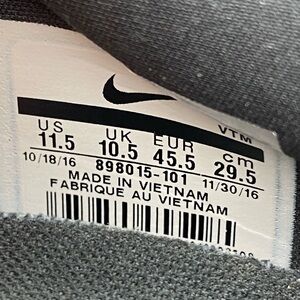 VTM
US UK EUR cm
11.5 10.5 45.5 29.5
10/18/16 898015-101 11/30/16
MADE IN VIETNAM
FABRIQUE AU VIETNAM